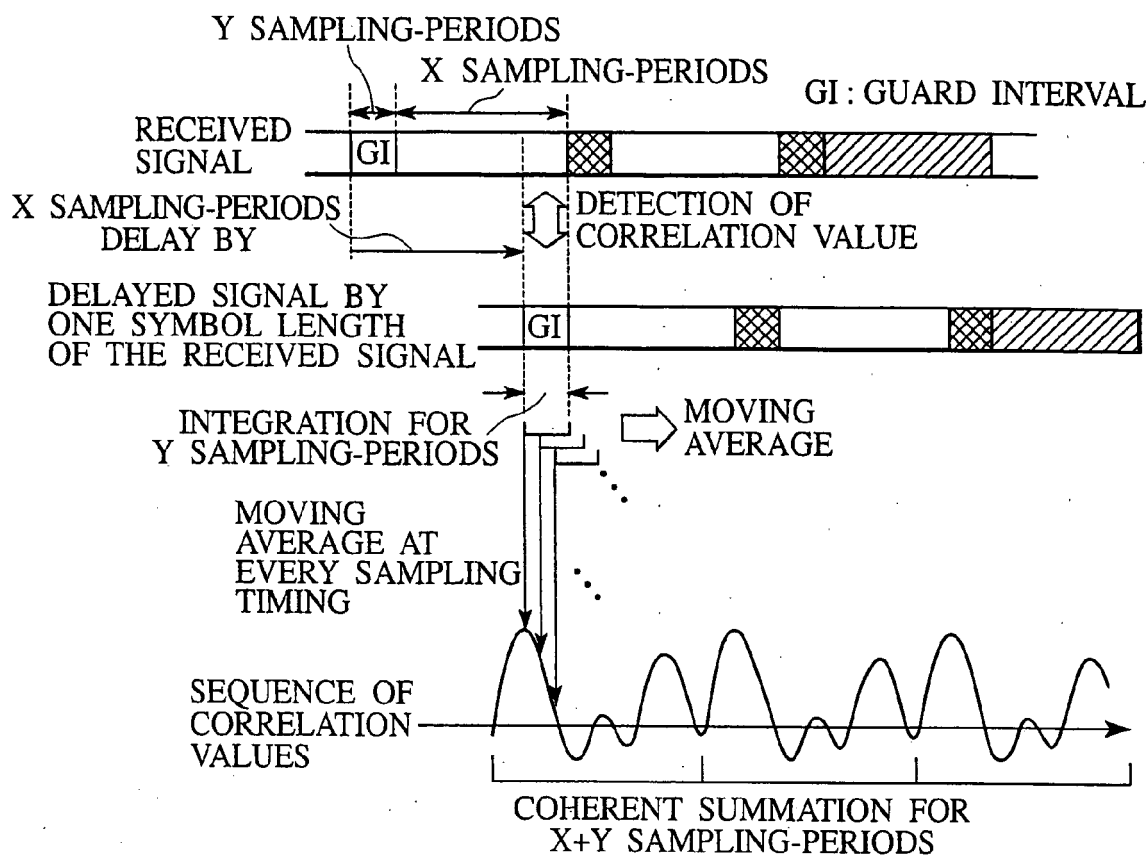 Y SAMPLING-PERIODS
X SAMPLING-PERIODS
GI : GUARD INTERVAL
RECEIVED
SIGNAL
GI
X SAMPLING-PERIODS
DELAY BY
DETECTION OF
CORRELATION VALUE
DELAYED SIGNAL BY
ONE SYMBOL LENGTH
OF THE RECEIVED SIGNAL
GI
INTEGRATION FOR
Y SAMPLING-PERIODS
MOVING
AVERAGE
MOVING
AVERAGE AT
EVERY SAMPLING
TIMING
SEQUENCE OF
CORRELATION
VALUES
COHERENT SUMMATION FOR
X+Y SAMPLING-PERIODS